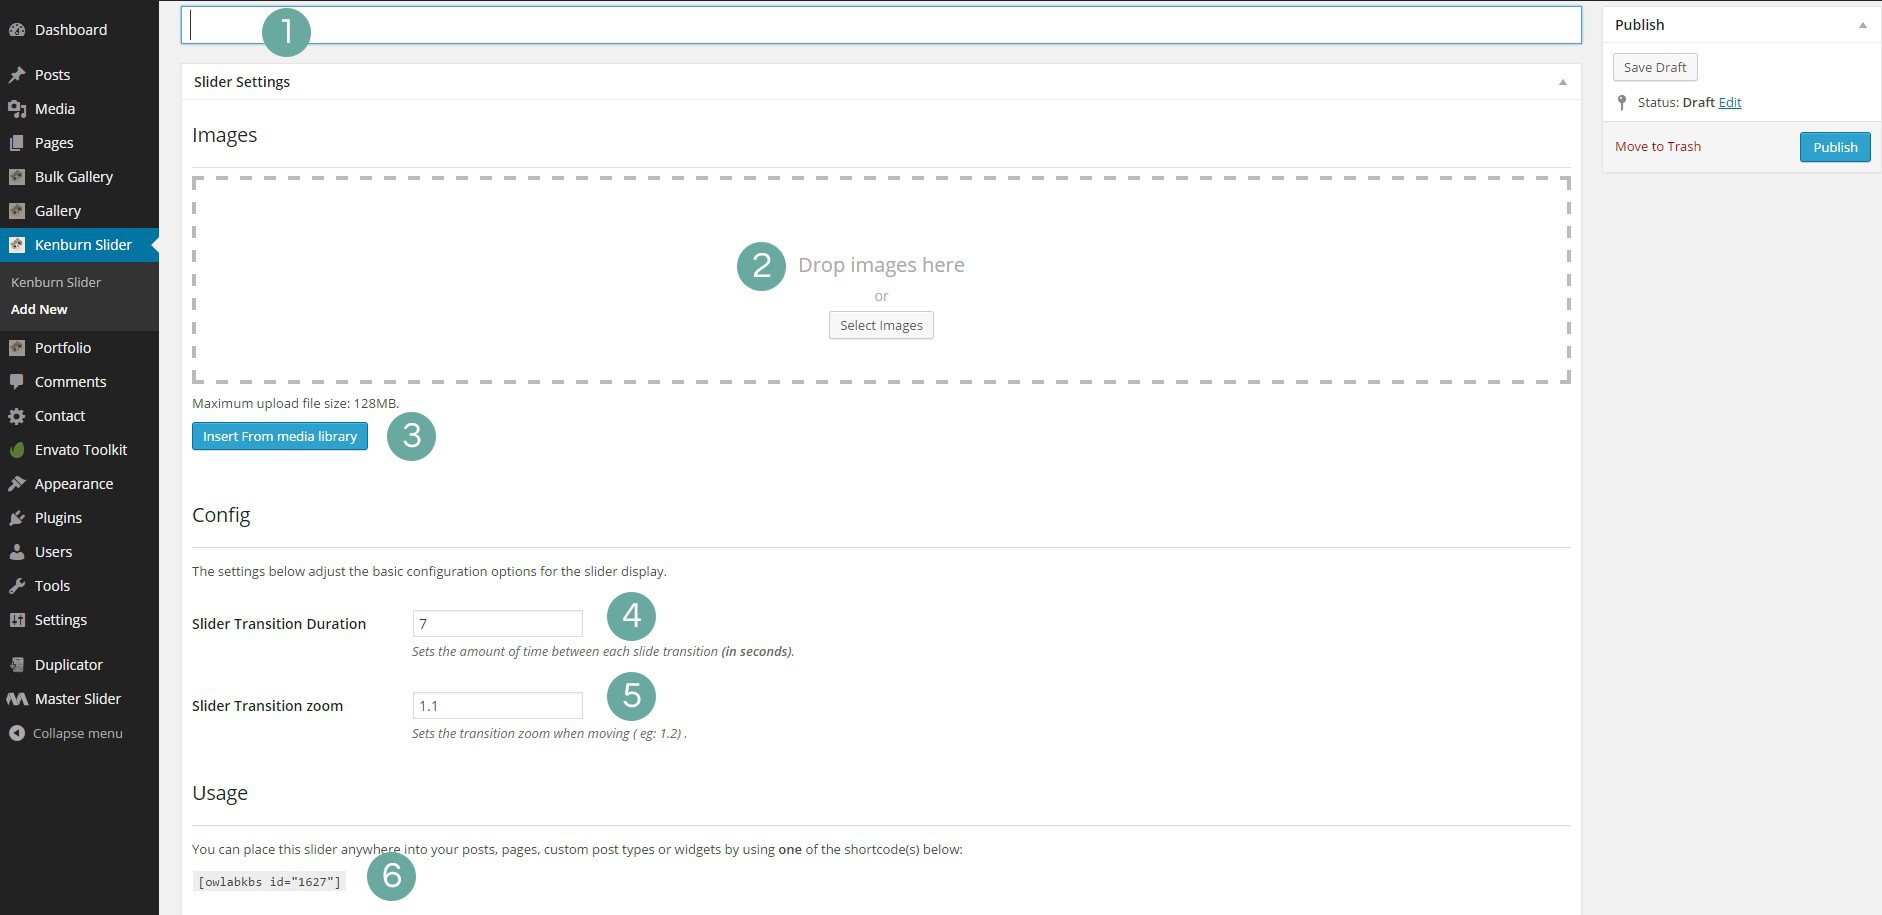 Dashboard
Posts
Media
Pages
Bulk Gallery
Gallery
Kenburn Slider
Kenburn Slider
Add New
Portfolio
Comments
Contact
Envato Toolkit
Appearance
Plugins
Users
Tools
Settings
Duplicator
Master Slider
Collapse menu
1
Slider Settings
Images
2 Drop images here
or
Select Images
Maximum upload file size: 128MB.
Insert From media library 3
Config
The settings below adjust the basic configuration options for the slider display.
Slider Transition Duration 7 4
Sets the amount of time between each slide transition (in seconds).
Slider Transition zoom 1.1 5
Sets the transition zoom when moving ( eg: 1.2) .
Usage
You can place this slider anywhere into your posts, pages, custom post types or widgets by using one of the shortcode(s) below:
[owlabkbs id="1627"] 6
Publish
Save Draft
Status: Draft Edit
Move to Trash Publish